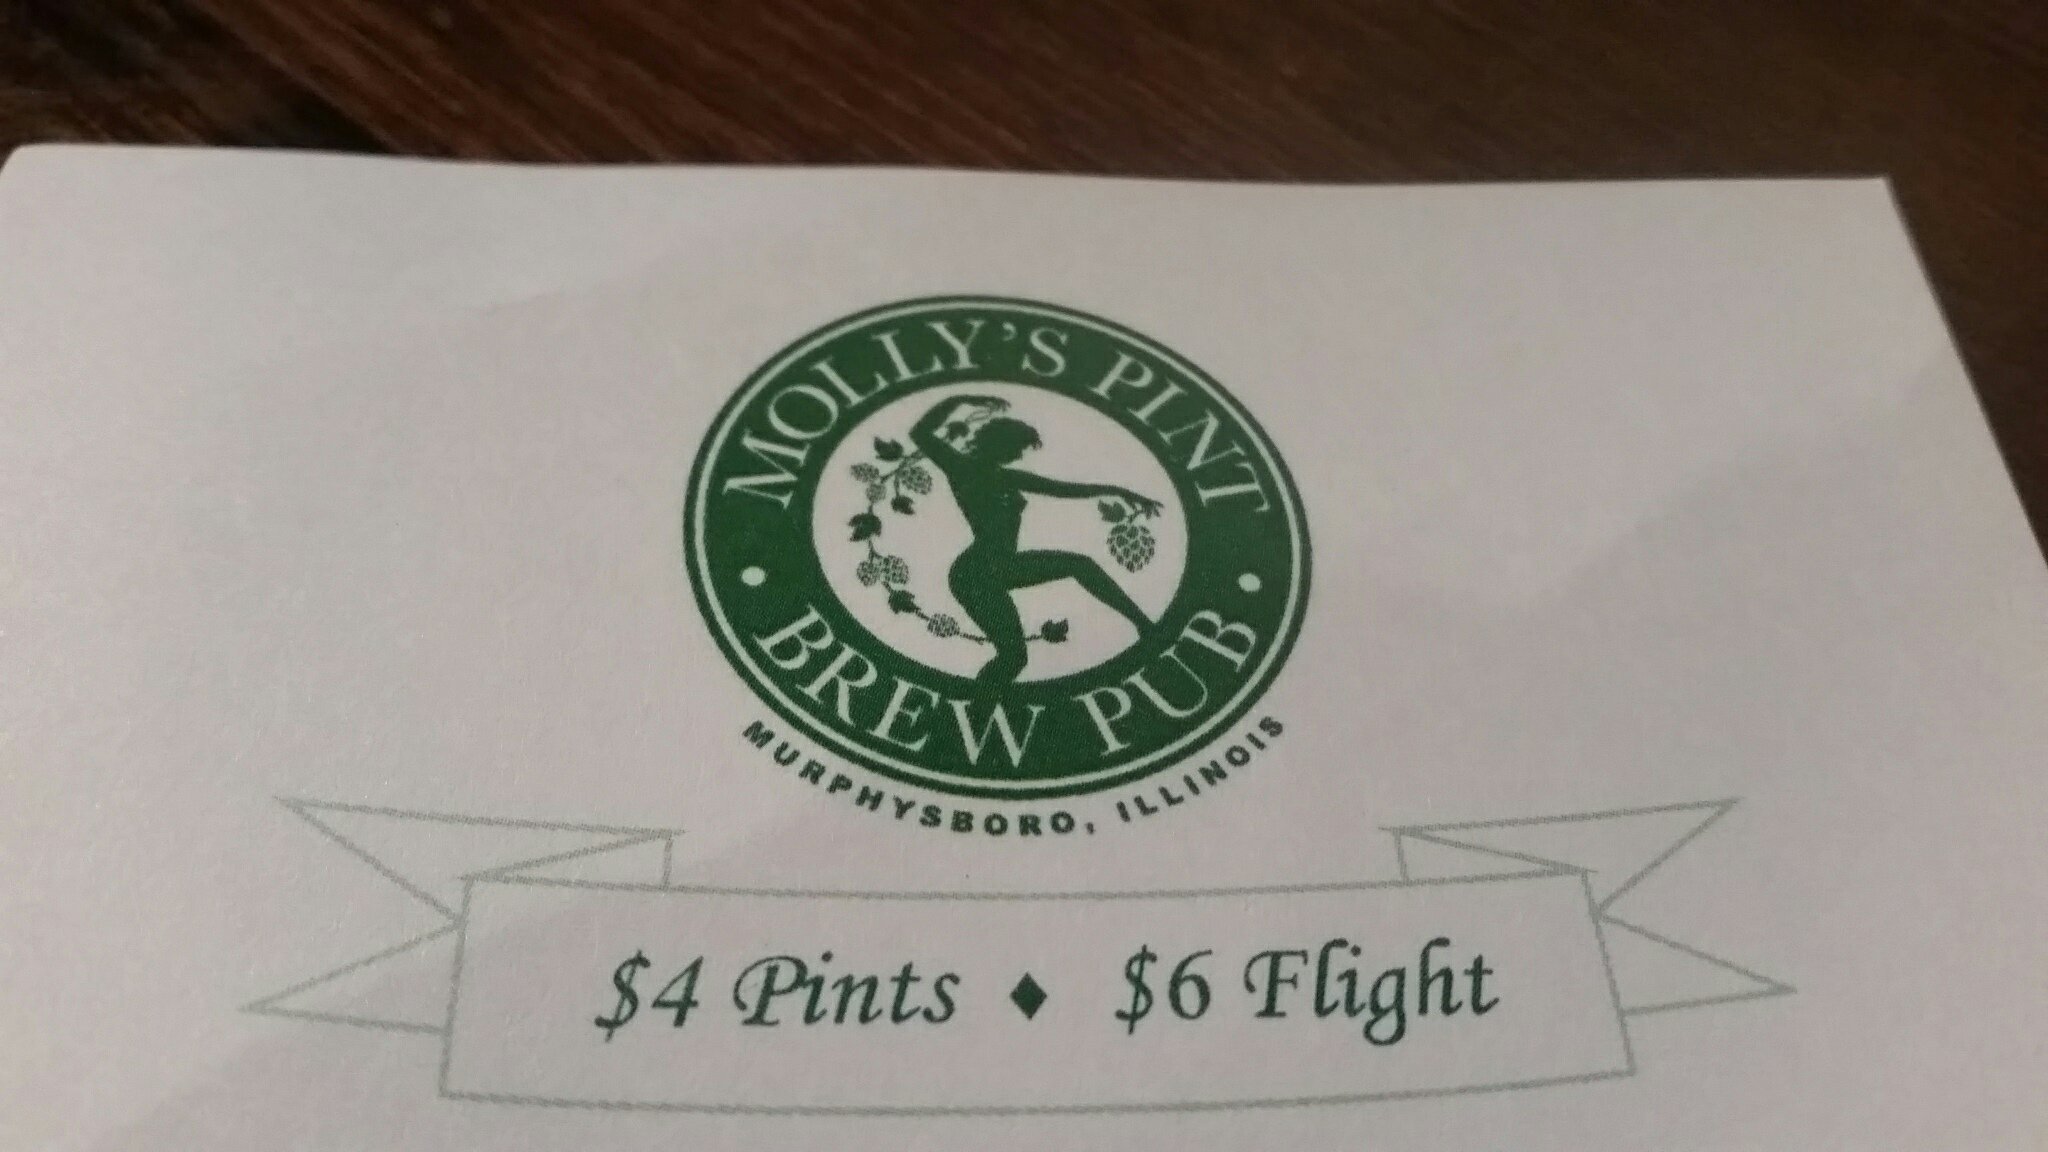 MOLLY'S PINT
BREW PUB
MURPHYSBORO, ILLINOIS
$4 Pints ♦ $6 Flight